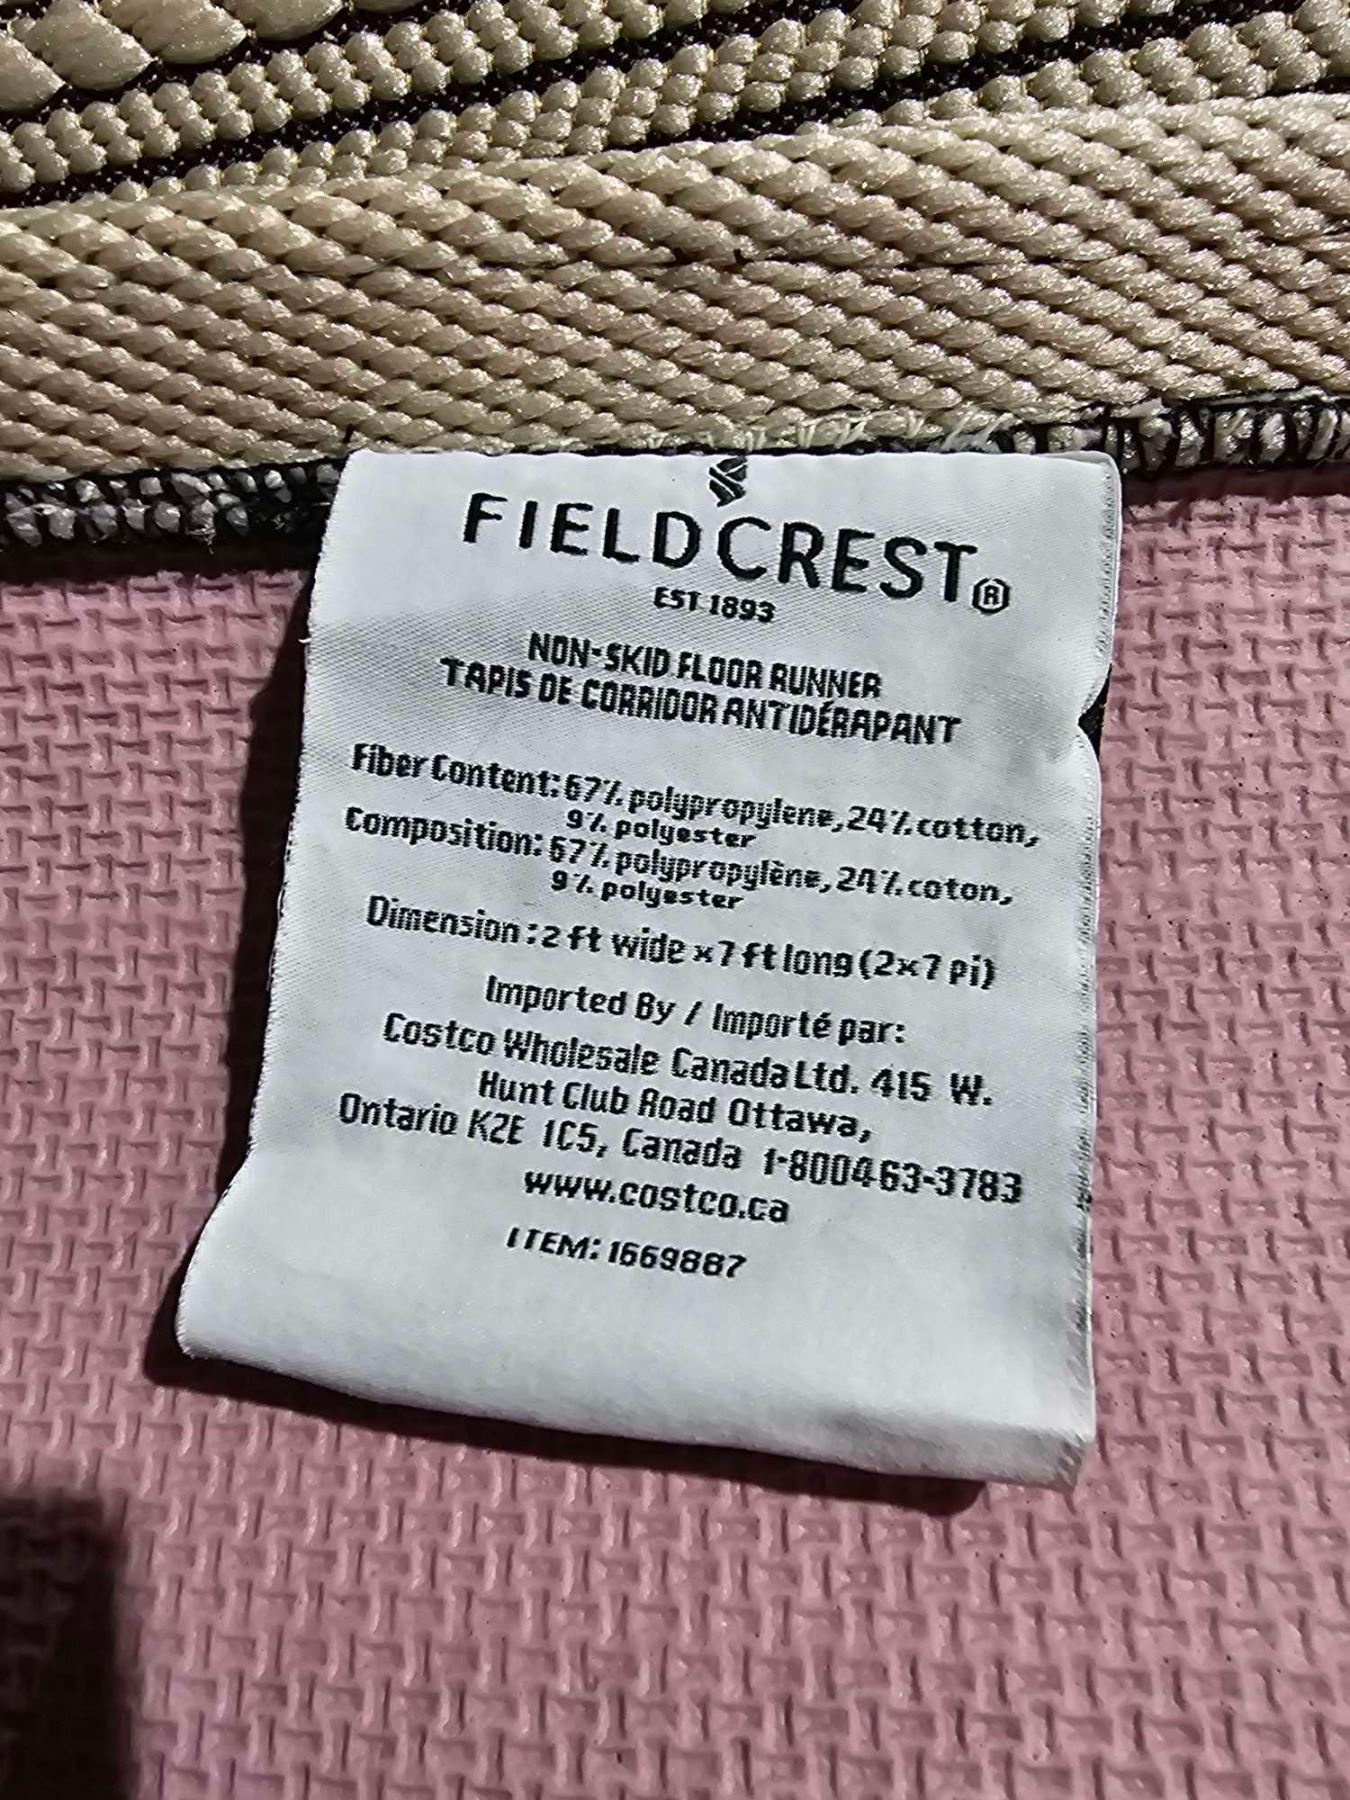 FIELDCREST®
EST 1893
NON-SKID FLOOR RUNNER
TAPIS DE CORRIDOR ANTIDÉRAPANT
Fiber Content: 67% polypropylene, 24% cotton,
9% polyester
Composition: 67% polypropylène, 24% coton,
9% polyester
Dimension: 2 ft wide x 7 ft long (2x7 pi)
Imported By / Importé par:
Costco Wholesale Canada Ltd. 415 W.
Hunt Club Road Ottawa,
Ontario K2E 1C5, Canada 1-800463-3783
www.costco.ca
ITEM: 1669887